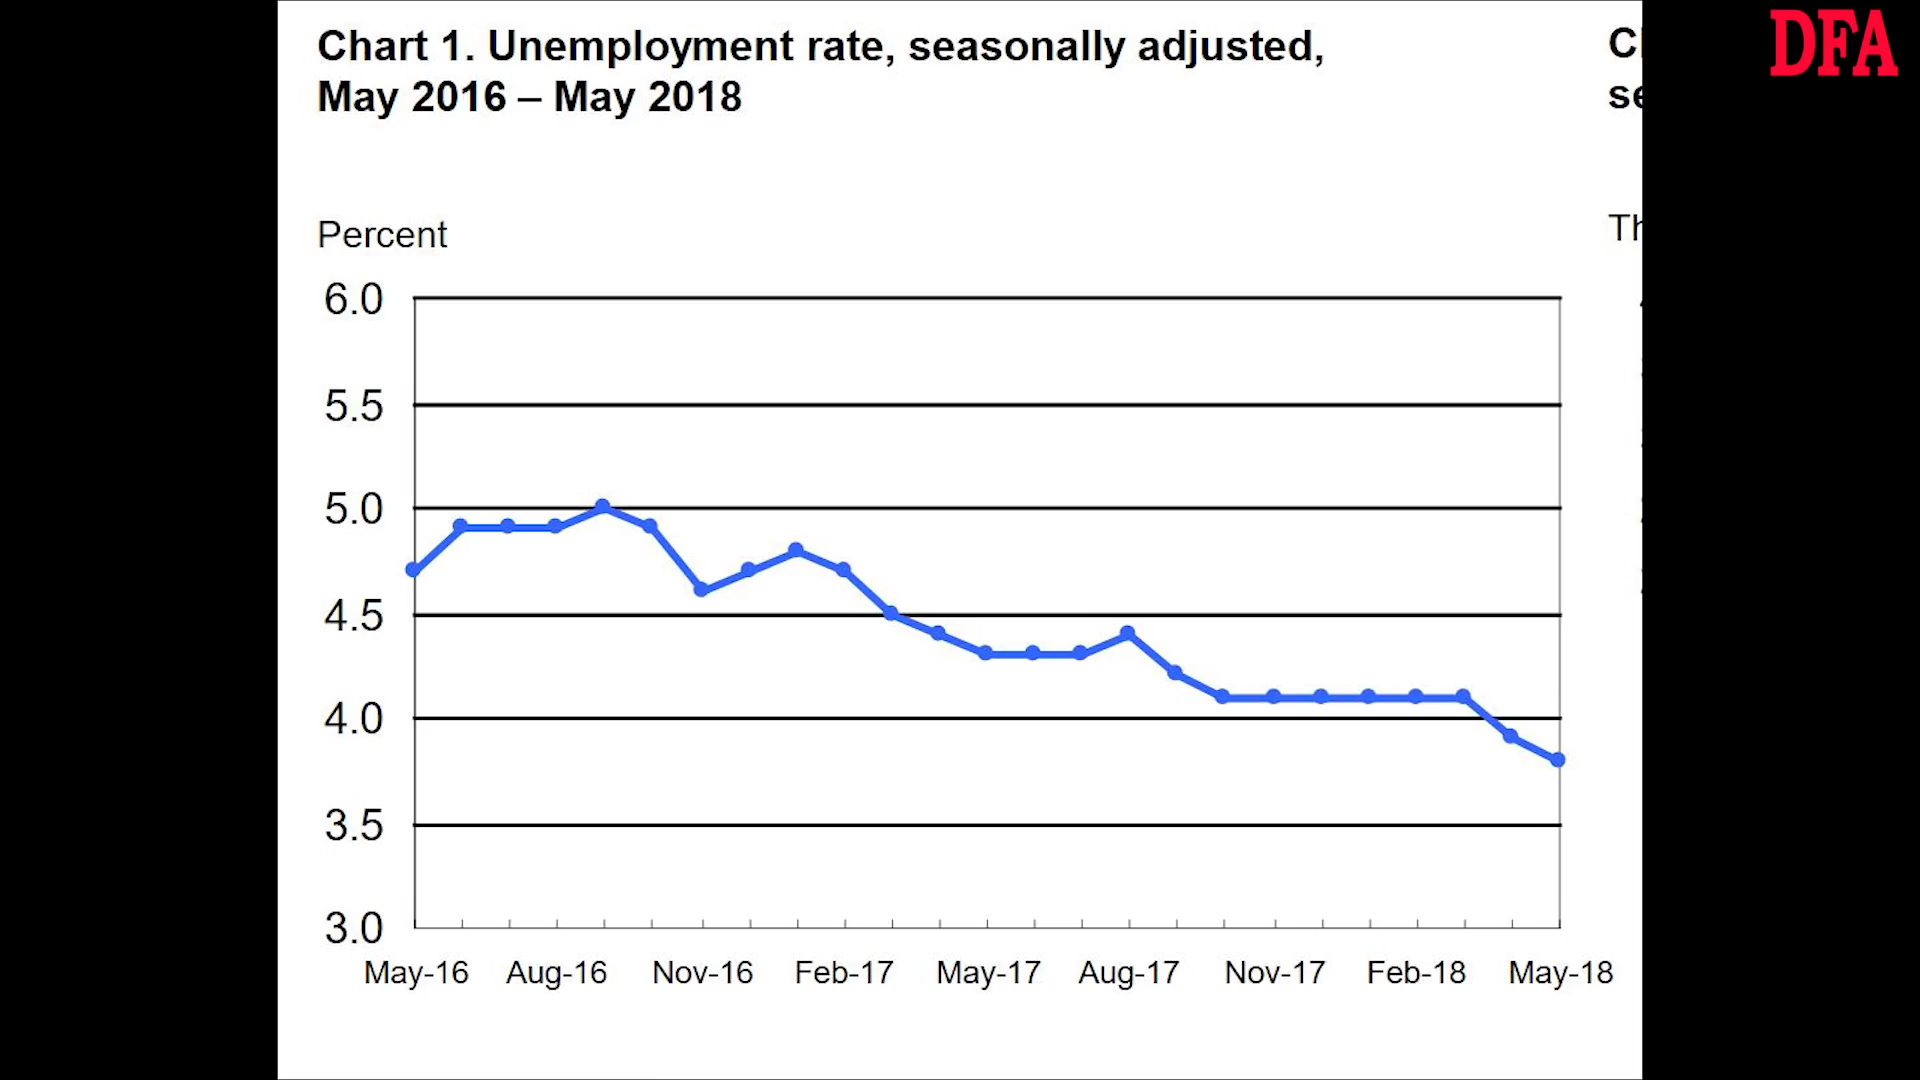 Chart 1. Unemployment rate, seasonally adjusted,
May 2016 – May 2018
DFA
Percent
6.0
5.5
5.0
4.5
4.0
3.5
3.0
May-16 Aug-16 Nov-16 Feb-17 May-17 Aug-17 Nov-17 Feb-18 May-18